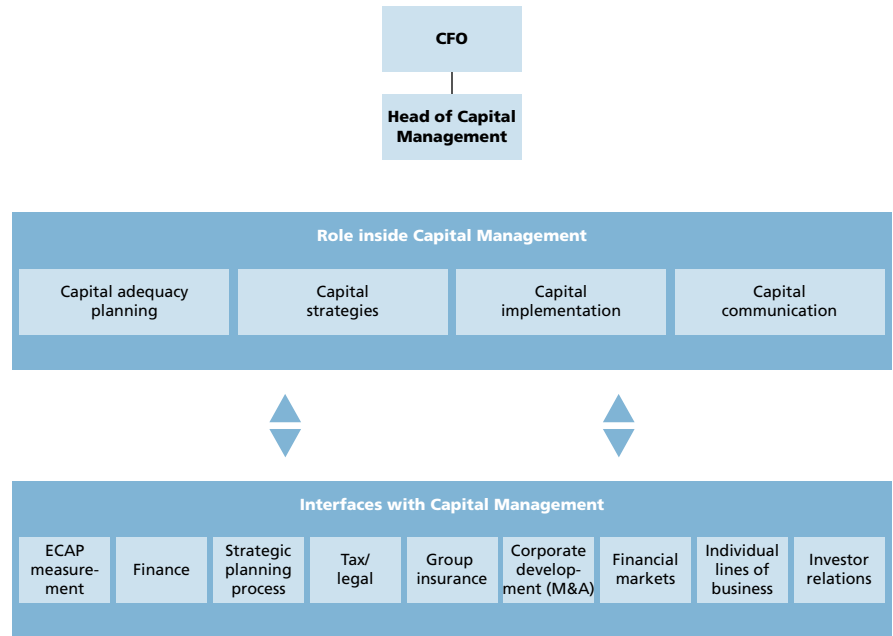 CFO
Head of Capital
Management
Role inside Capital Management
Capital adequacy
planning
Capital
strategies
Capital
implementation
Capital
communication
Interfaces with Capital Management
ECAP
measure-
ment
Finance
Strategic
planning
process
Tax/
legal
Group
insurance
Corporate
develop-
ment (M&A)
Financial
markets
Individual
lines of
business
Investor
relations